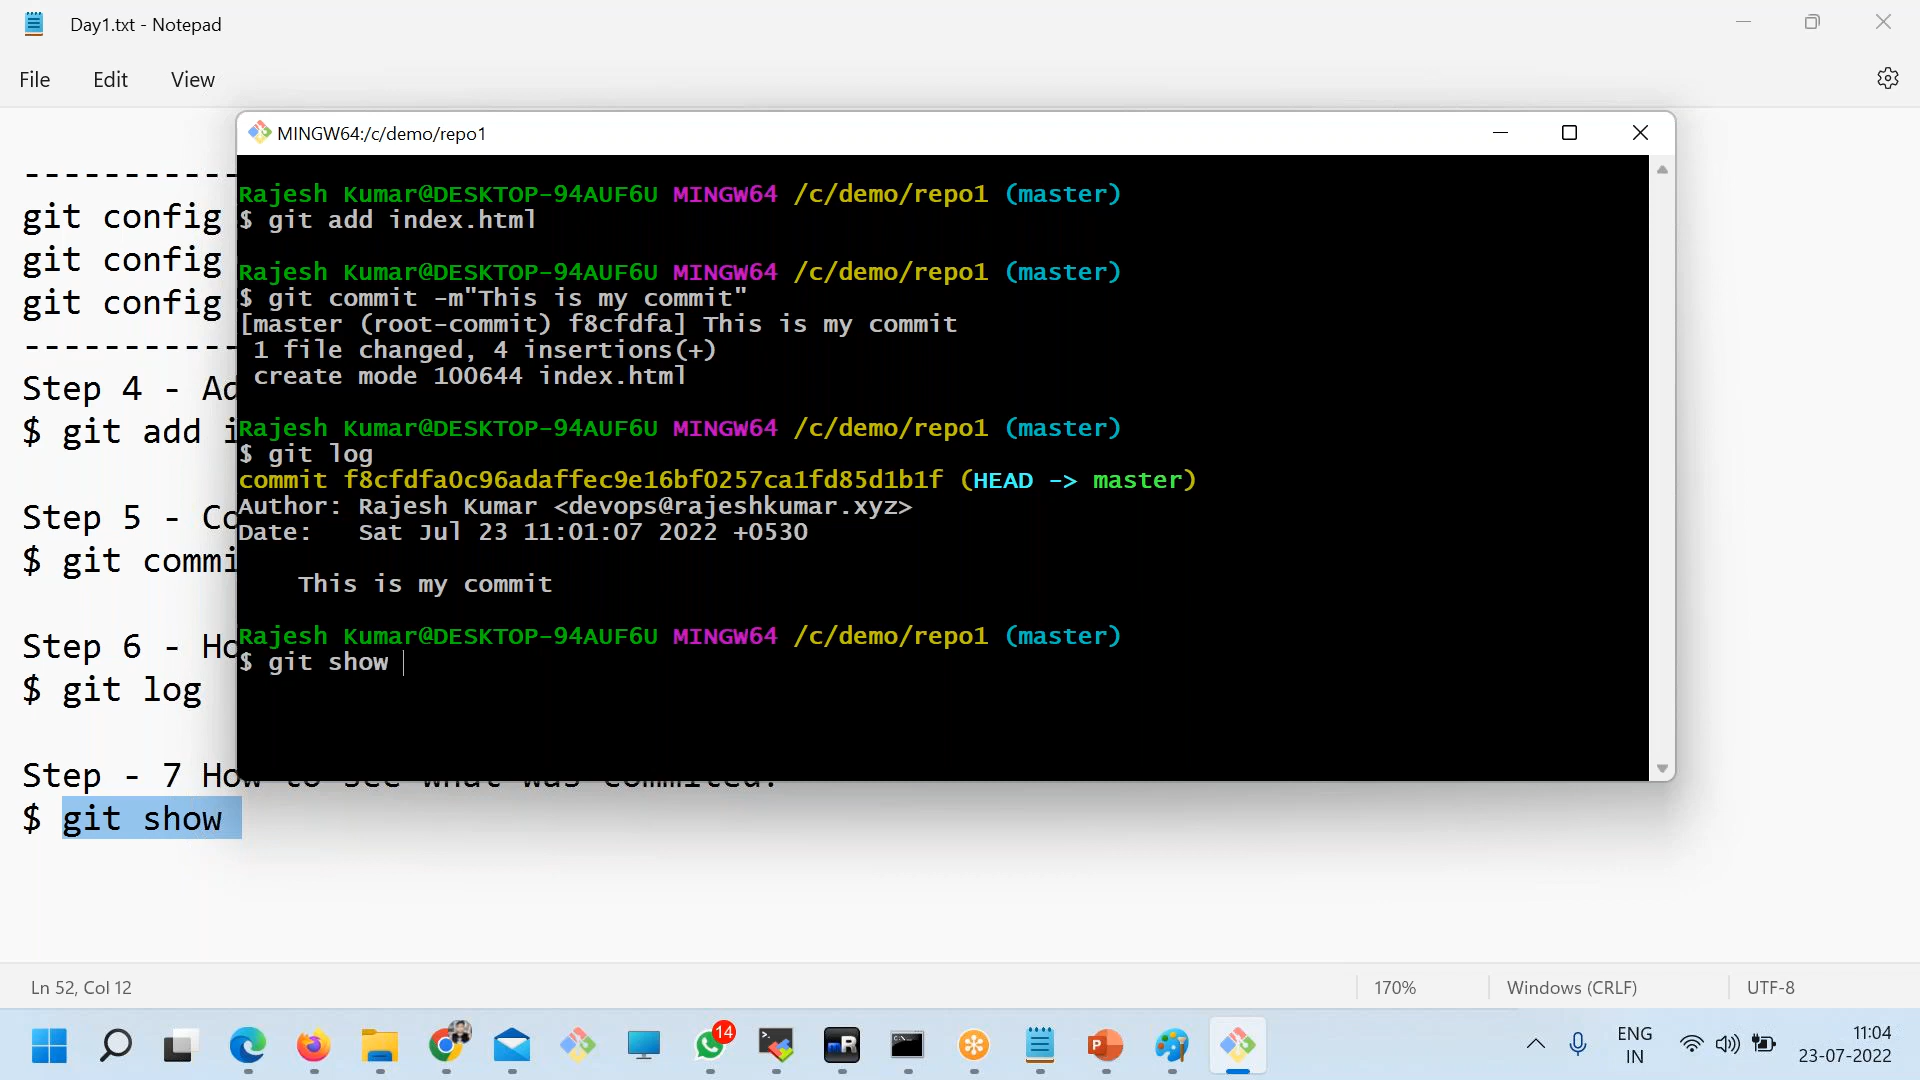 Day1.txt - Notepad
File Edit View
MINGW64:/c/demo/repo1
-----------
git config
git config
git config
-----------
Step 4 - Ad
$ git add i
Step 5 - Co
$ git commi
Step 6 - Ho
$ git log
Step - 7 How to see what was commited?
$ git show
Rajesh Kumar@DESKTOP-94AUF6U MINGW64 /c/demo/repo1 (master)
$ git add index.html
Rajesh Kumar@DESKTOP-94AUF6U MINGW64 /c/demo/repo1 (master)
$ git commit -m"This is my commit"
[master (root-commit) f8cfdfa] This is my commit
 1 file changed, 4 insertions(+)
 create mode 100644 index.html
Rajesh Kumar@DESKTOP-94AUF6U MINGW64 /c/demo/repo1 (master)
$ git log
commit f8cfdfa0c96adaffec9e16bf0257ca1fd85d1b1f (HEAD -> master)
Author: Rajesh Kumar <devops@rajeshkumar.xyz>
Date:   Sat Jul 23 11:01:07 2022 +0530
    This is my commit
Rajesh Kumar@DESKTOP-94AUF6U MINGW64 /c/demo/repo1 (master)
$ git show
Ln 52, Col 12
170%
Windows (CRLF)
UTF-8
14
mR
P
ENG
IN
11:04
23-07-2022